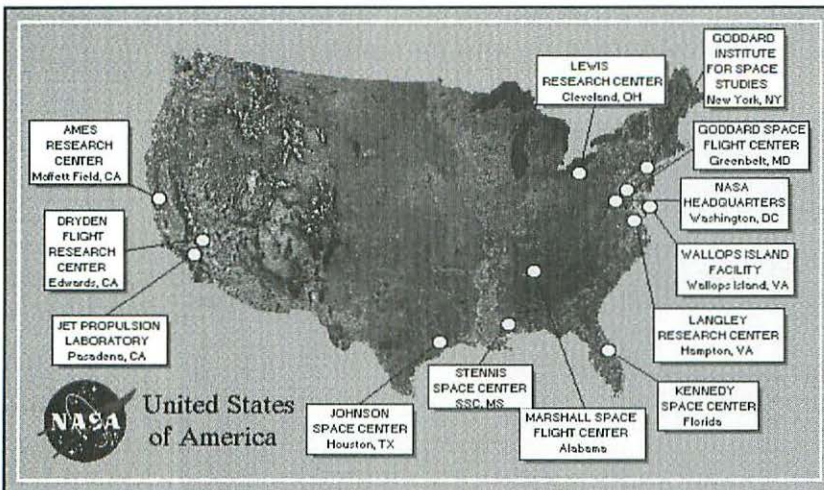 GODDARD
INSTITUTE
FOR SPACE
STUDIES
New York, NY
LEWIS
RESEARCH CENTER
Cleveland, OH
AMES
RESEARCH
CENTER
Moffett Field, CA
GODDARD SPACE
FLIGHT CENTER
Greenbelt, MD
NASA
HEADQUARTERS
Washington, DC
DRYDEN
FLIGHT
RESEARCH
CENTER
Edwards, CA
WALLOPS ISLAND
FACILITY
Wallops Island, VA
JET PROPULSION
LABORATORY
Pasadena, CA
LANGLEY
RESEARCH CENTER
Hampton, VA
STENNIS
SPACE CENTER
SSC, MS
KENNEDY
SPACE CENTER
Florida
JOHNSON
SPACE CENTER
Houston, TX
MARSHALL SPACE
FLIGHT CENTER
Alabama
NASA
United States
of America